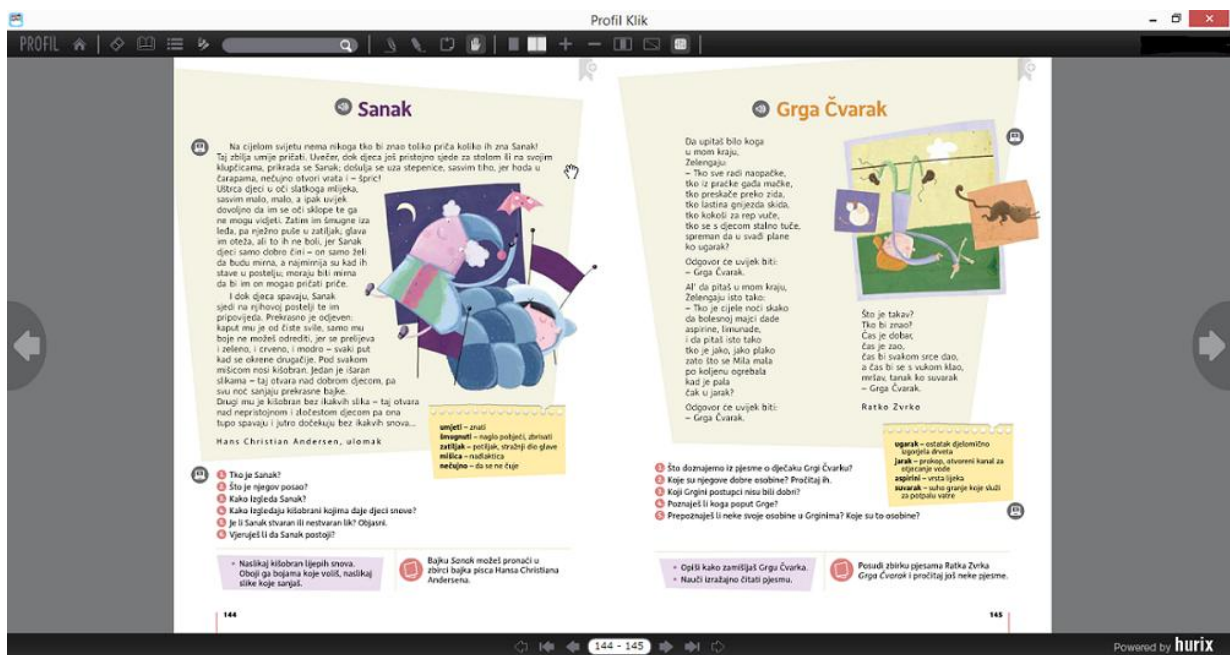 Profil Klik
PROFIL
Sanak
Na cijelom svijetu nema nikoga tko bi znao toliko priča koliko ih zna Sanak!
Taj zbilja umije pričati. Uvečer, dok djeca još pristojno sjede za stolom ili na svojim
klupčicama, prikrada se Sanak; došulja se uza stepenice, sasvim tiho, jer hoda u
čarapama, nečujno otvori vrata i – špric!
Uštrca djeci u oči slatkoga mlijeka,
sasvim malo, malo, a ipak uvijek
dovoljno da im se oči sklope te ga
ne mogu vidjeti. Zatim im šmugne iza
leđa, pa nježno puše u zatiljak; glava
im oteža, ali to ih ne boli, jer Sanak
djeci samo dobro čini – on samo želi
da budu mirna, a najmirnija su kad ih
stave u postelju; moraju biti mirna
da bi im on mogao pričati priče.
I dok djeca spavaju, Sanak
sjedi na njihovoj postelji te im
pripovijeda. Prekrasno je odjeven:
kaput mu je od čiste svile, samo mu
boje ne možeš odrediti, jer se prelijeva
i zeleno, i crveno, i modro – svaki put
kad se okrene drugačije. Pod svakom
mišicom nosi kišobran. Jedan je išaran
slikama – taj otvara nad dobrom djecom, pa
svu noć sanjaju prekrasne bajke.
Drugi mu je kišobran bez ikakvih slika – taj otvara
nad nepristojnom i zločestom djecom pa ona
tupo spavaju i jutro dočekuju bez ikakvih snova...
Hans Christian Andersen, ulomak
umjeti – znati
šmugnuti – naglo pobjeći, zbrisati
zatiljak – potiljak, stražnji dio glave
mišica – nadlaktica
nečujno – da se ne čuje
1 Tko je Sanak?
2 Što je njegov posao?
3 Kako izgleda Sanak?
4 Kako izgledaju kišobrani kojima daje djeci snove?
5 Je li Sanak stvaran ili nestvaran lik? Objasni.
6 Vjeruješ li da Sanak postoji?
• Naslikaj kišobran lijepih snova.
Oboji ga bojama koje voliš, naslikaj
slike koje sanjaš.
Bajku Sanak možeš pronaći u
zbirci bajka pisca Hansa Christiana
Andersena.
144
Grga Čvarak
Da upitaš bilo koga
u mom kraju,
Zelengaju:
– Tko sve radi naopačke,
tko iz praćke gađa mačke,
tko preskače preko zida,
tko lastina gnijezda skida,
tko kokoši za rep vuče,
tko se s djecom stalno tuče,
spreman da u svađi plane
ko ugarak?
Odgovor će uvijek biti:
– Grga Čvarak.
Al' da pitaš u mom kraju,
Zelengaju isto tako:
– Tko je cijele noći skako
da bolesnoj majci dade
aspirine, limunade,
i da pitaš isto tako
tko je jako, jako plako
zato što se Mila mala
po koljenu ogrebala
kad je pala
čak u jarak?
Odgovor će uvijek biti:
– Grga Čvarak.
Što je takav?
Tko bi znao?
Čas je dobar,
čas je zao,
čas bi svakom srce dao,
a čas bi se s vukom klao,
mršav, tanak ko suvarak
– Grga Čvarak.
Ratko Zvrko
ugarak – ostatak djelomično
izgorjela drveta
jarak – prokop, otvoreni kanal za
otjecanje vode
aspirini – vrsta lijeka
suvarak – suho granje koje služi
za potpalu vatre
1 Što doznajemo iz pjesme o dječaku Grgi Čvarku?
2 Koje su njegove dobre osobine? Pročitaj ih.
3 Koji Grgini postupci nisu bili dobri?
4 Poznaješ li koga poput Grge?
5 Prepoznaješ li neke svoje osobine u Grginima? Koje su to osobine?
• Opiši kako zamišljaš Grgu Čvarka.
• Nauči izražajno čitati pjesmu.
Posudi zbirku pjesama Ratka Zvrka
Grga Čvarak i pročitaj još neke pjesme.
145
144 - 145
Powered by hurix